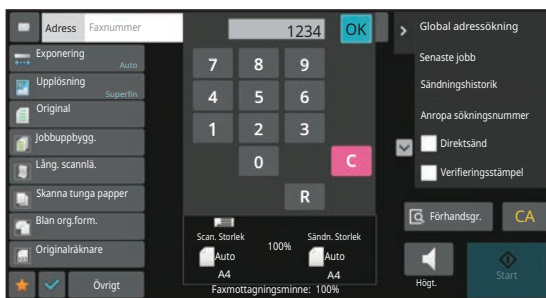 Adress Faxnummer
1234 OK
Exponering
Auto
Upplösning
Superfin
Original
Jobbuppbygg.
Lång. scannlä.
Skanna tunga papper
Blan org.form.
Originalräknare
OFF
Övrigt
7 8 9
4 5 6
1 2 3
0 C
R
Scan. Storlek 100% Sändn. Storlek
Auto Auto
A4 A4
Faxmottagningsminne: 100%
Global adressökning
Senaste jobb
Sändningshistorik
Anropa sökningsnummer
Direktsänd
Verifieringsstämpel
Förhandsgr. CA
Högt. Start